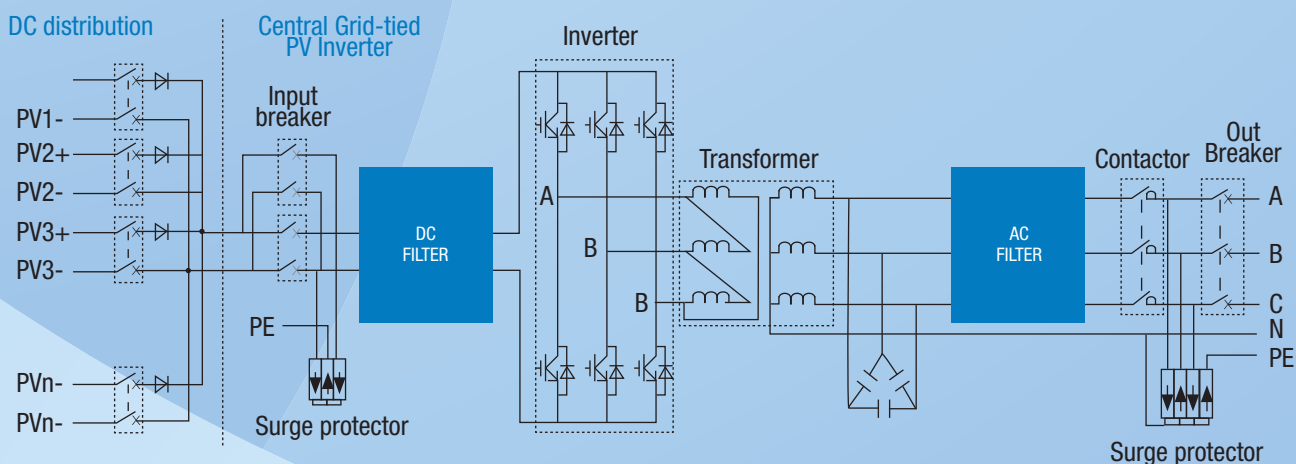 DC distribution
Central Grid-tied
PV Inverter
Inverter
Input
breaker
PV1-
PV2+
PV2-
PV3+
PV3-
PVn-
PVn-
PE
Surge protector
DC
FILTER
A
B
B
Transformer
AC
FILTER
Contactor
Out
Breaker
A
B
C
N
PE
Surge protector